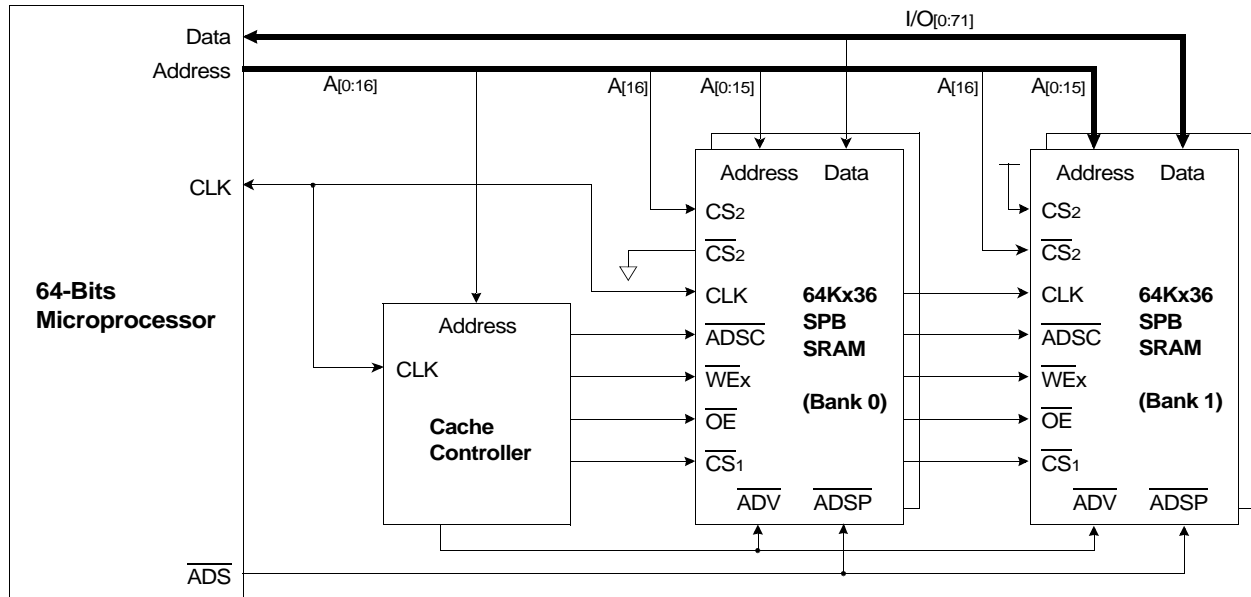 I/O[0:71]
Data
Address
A[0:16]
A[16]
A[0:15]
A[16]
A[0:15]
CLK
64-Bits
Microprocessor
ADS
Address
CLK
Cache
Controller
Address Data
CS2
CS2
CLK
ADSC
WEx
OE
CS1
ADV ADSP
64Kx36
SPB
SRAM
(Bank 0)
Address Data
CS2
CS2
CLK
ADSC
WEx
OE
CS1
ADV ADSP
64Kx36
SPB
SRAM
(Bank 1)